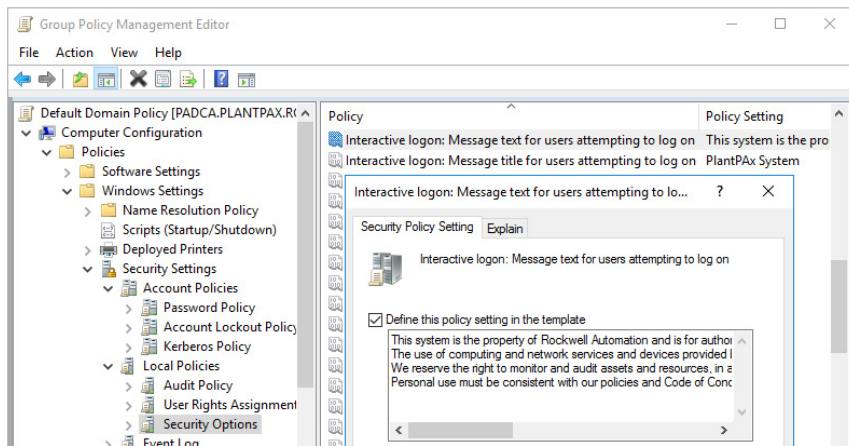 Group Policy Management Editor
File Action View Help
Default Domain Policy [PADCA.PLANTPAX.R
Computer Configuration
Policies
Software Settings
Windows Settings
Name Resolution Policy
Scripts (Startup/Shutdown)
Deployed Printers
Security Settings
Account Policies
Password Policy
Account Lockout Policy
Kerberos Policy
Local Policies
Audit Policy
User Rights Assignment
Security Options
Event Log
Policy Policy Setting
Interactive logon: Message text for users attempting to log on This system is the pro
Interactive logon: Message title for users attempting to log on PlantPAx System
Interactive logon: Message text for users attempting to lo... ?
Security Policy Setting Explain
Interactive logon: Message text for users attempting to log on
Define this policy setting in the template
This system is the property of Rockwell Automation and is for author
The use of computing and network services and devices provided
We reserve the right to monitor and audit assets and resources, in a
Personal use must be consistent with our policies and Code of Conc